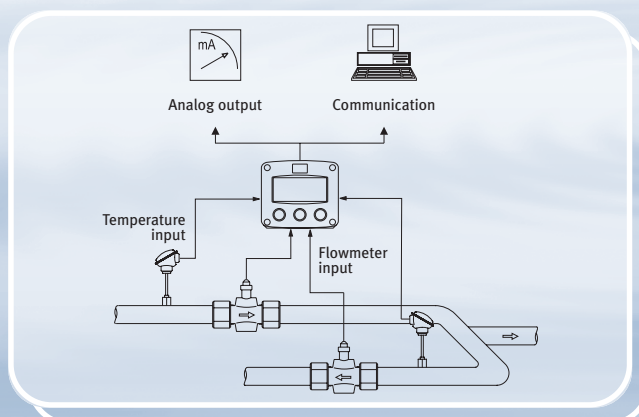 mA
Analog output
Communication
Temperature
input
Flowmeter
input